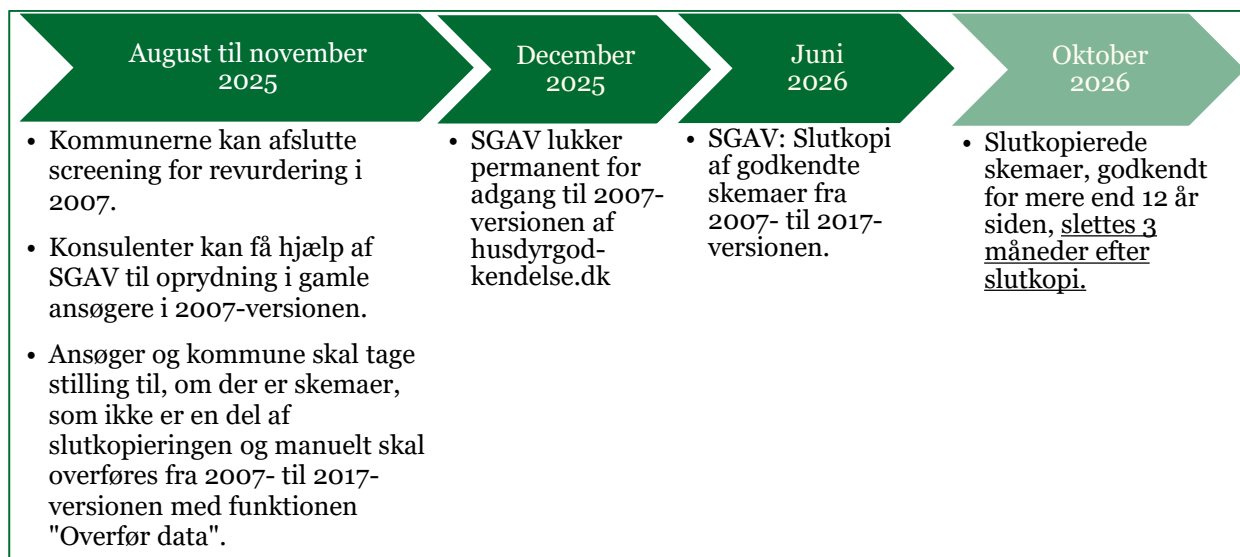 August til november
2025
• Kommunerne kan afslutte
screening for revurdering i
2007.
• Konsulenter kan få hjælp af
SGAV til oprydning i gamle
ansøgere i 2007-versionen.
• Ansøger og kommune skal tage
stilling til, om der er skemaer,
som ikke er en del af
slutkopieringen og manuelt skal
overføres fra 2007- til 2017-
versionen med funktionen
"Overfør data".
December
2025
• SGAV lukker
permanent for
adgang til 2007-
versionen af
husdyrgod-
kendelse.dk
Juni
2026
• SGAV: Slutkopi
af godkendte
skemaer fra
2007- til 2017-
versionen.
Oktober
2026
• Slutkopierede
skemaer, godkendt
for mere end 12 år
siden, slettes 3
måneder efter
slutkopi.